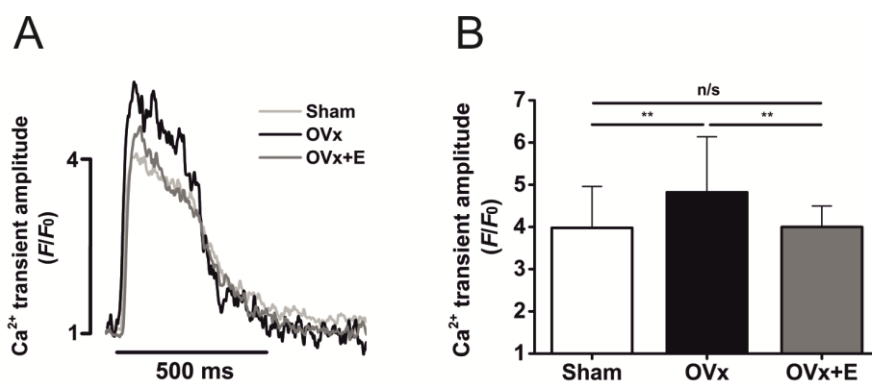 A
Ca²⁺ transient amplitude
(F/F₀)
4
1
Sham
OVx
OVx+E
500 ms
B
Ca²⁺ transient amplitude
(F/F₀)
7
6
5
4
3
2
1
n/s
** **
Sham OVx OVx+E